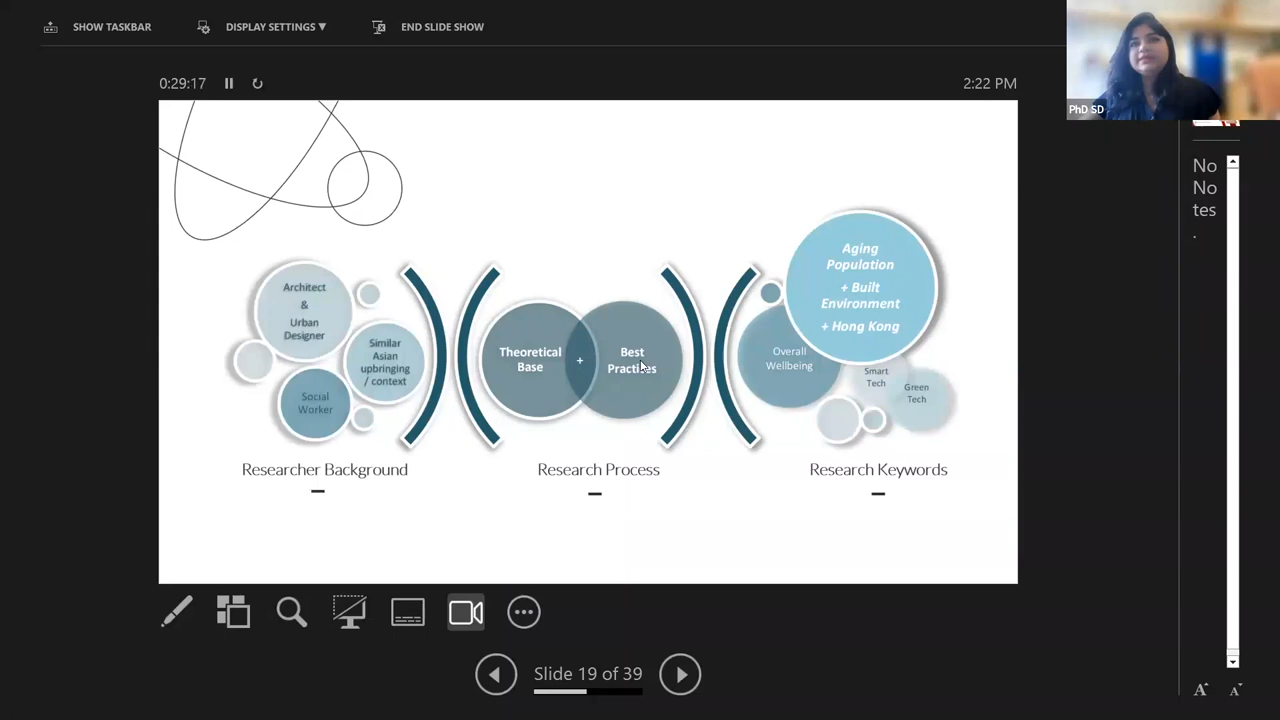 SHOW TASKBAR
DISPLAY SETTINGS ▼
END SLIDE SHOW
PhD SD
0:29:17
2:22 PM
No
No
tes
.
Architect
&
Urban
Designer
Similar
Asian
upbringing
/ context
Social
Worker
Researcher Background
Theoretical
Base
+
Best
Practises
Research Process
Aging
Population
+ Built
Environment
+ Hong Kong
Overall
Wellbeing
Smart
Tech
Green
Tech
Research Keywords
Slide 19 of 39
A
A